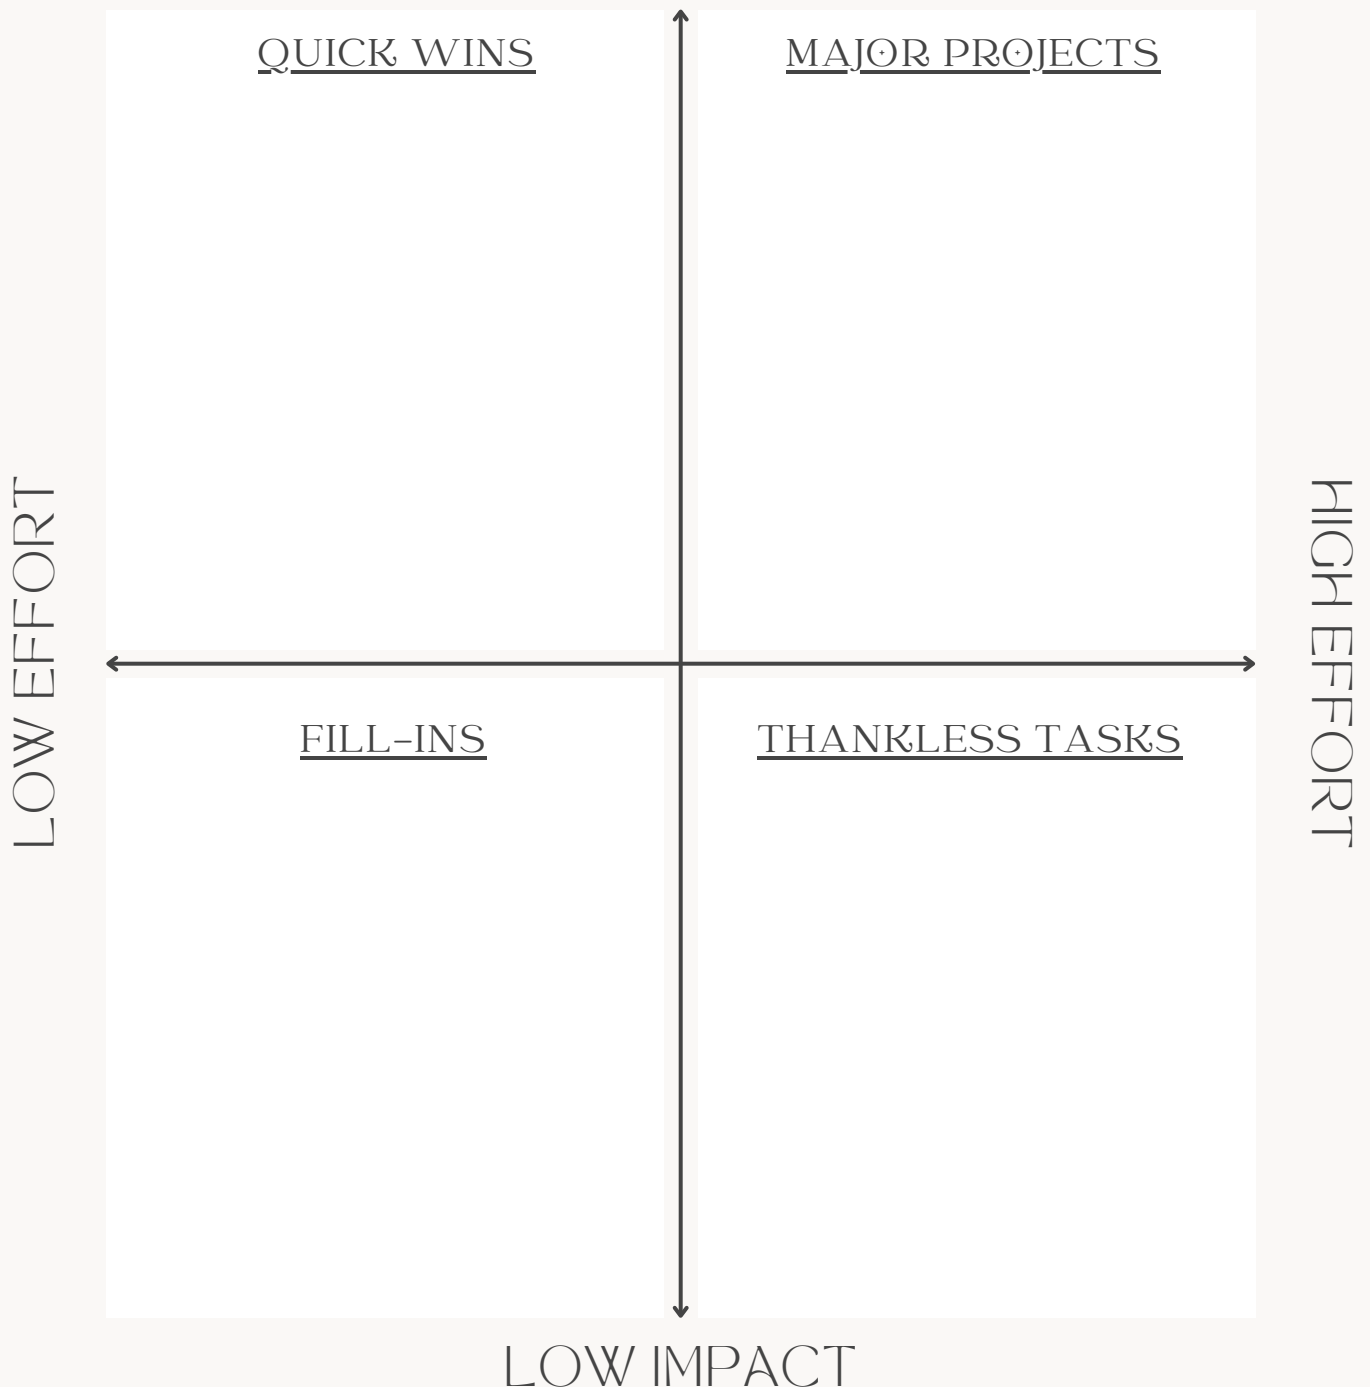 QUICK WINS
MAJOR PROJECTS
LOW EFFORT
HIGH EFFORT
FILL-INS
THANKLESS TASKS
LOW IMPACT